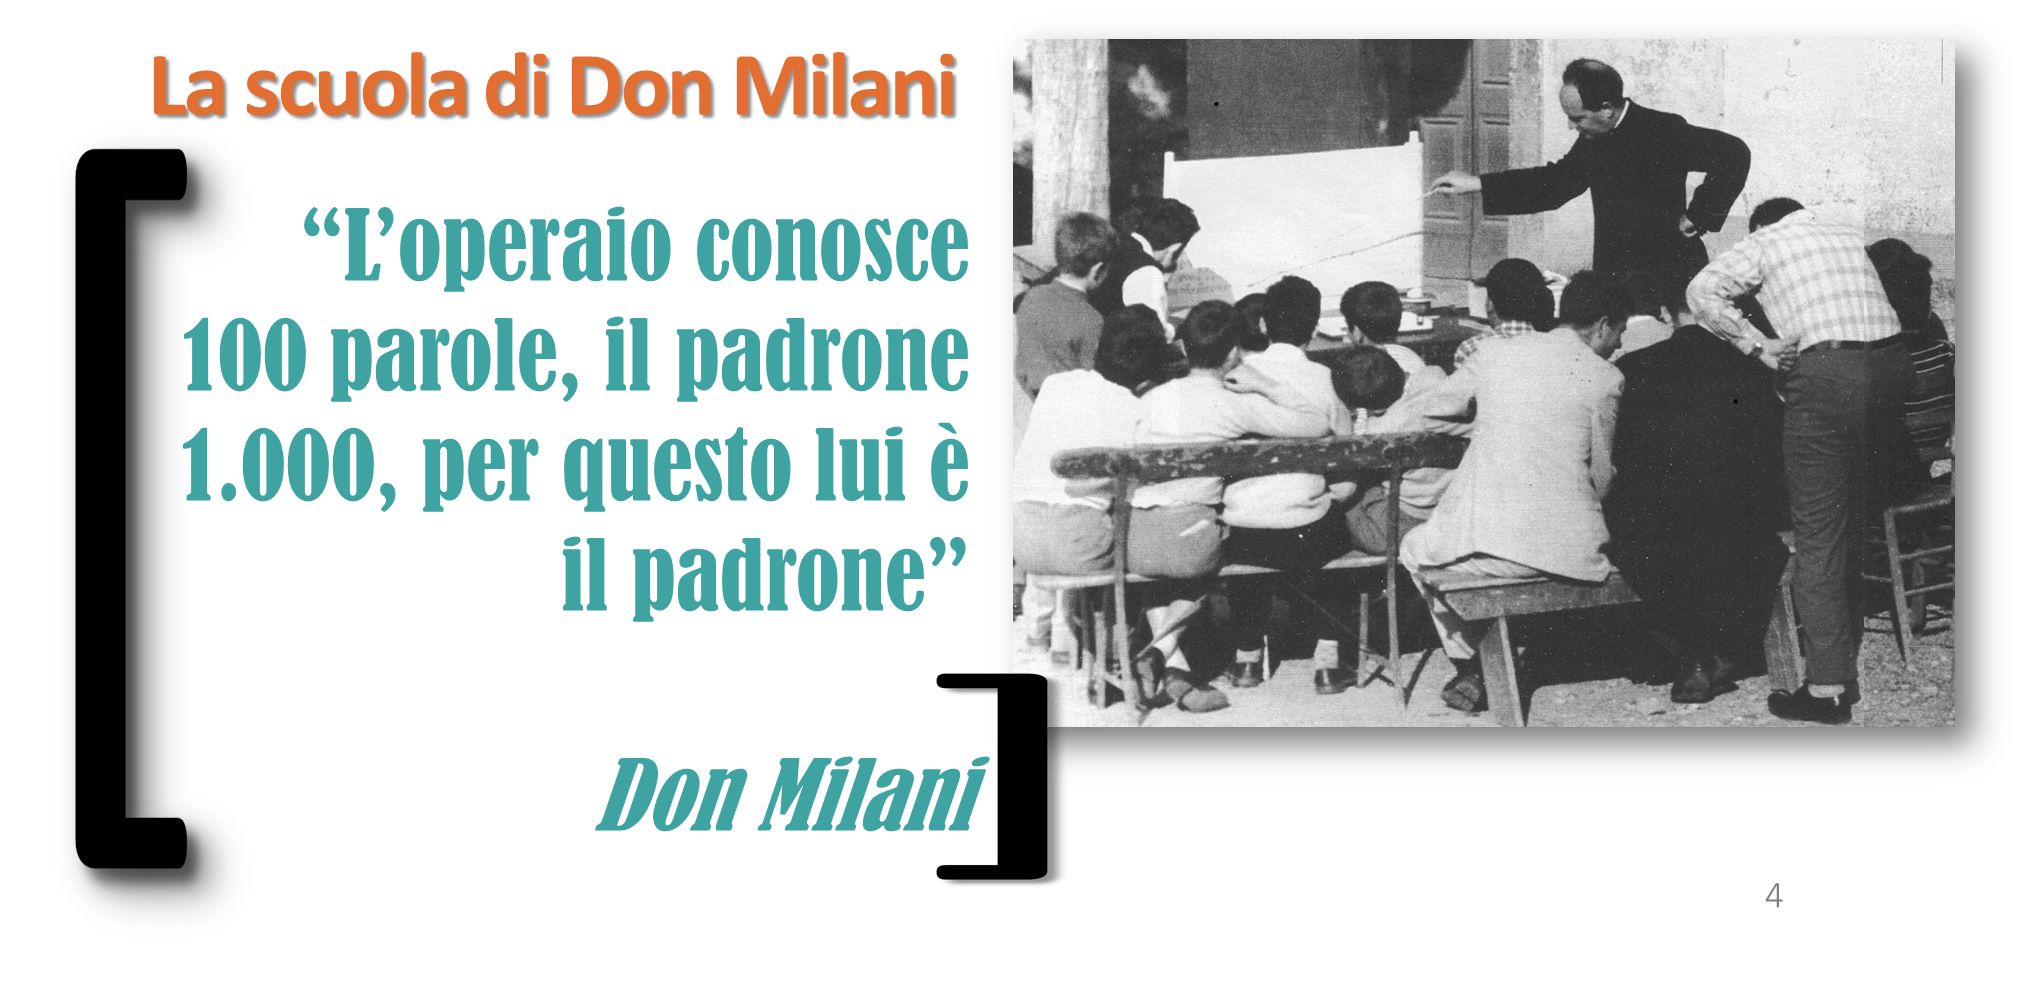 La scuola di Don Milani
“L’operaio conosce
100 parole, il padrone
1.000, per questo lui è
il padrone”
Don Milani
4